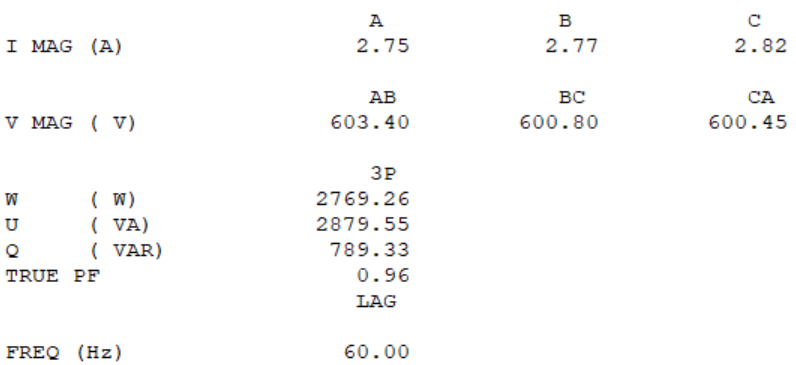 A B C
I MAG (A) 2.75 2.77 2.82
AB BC CA
V MAG ( V) 603.40 600.80 600.45
3P
W ( W) 2769.26
U ( VA) 2879.55
Q ( VAR) 789.33
TRUE PF 0.96
LAG
FREQ (Hz) 60.00